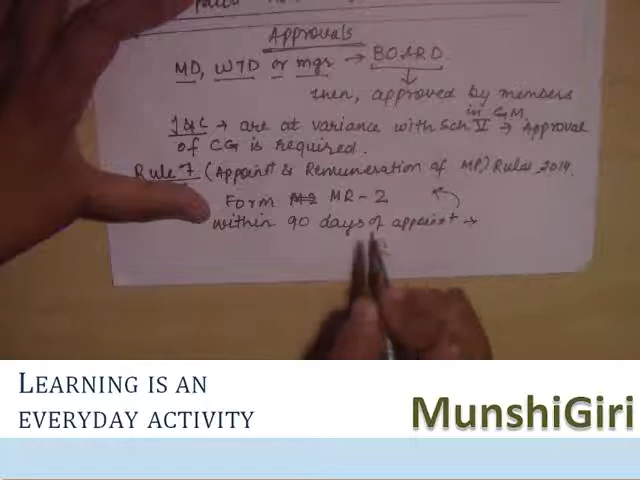 Approvals
MD, WTD or mgr → BOARD
then, approved by members
in GM.
T&C → are at variance with Sch V → Approval
of CG is required.
Rule 7 (Appoint & Remuneration of MP) Rules 2014
Form MR-2
within 90 days of appoint →
LEARNING IS AN
EVERYDAY ACTIVITY
MunshiGiri